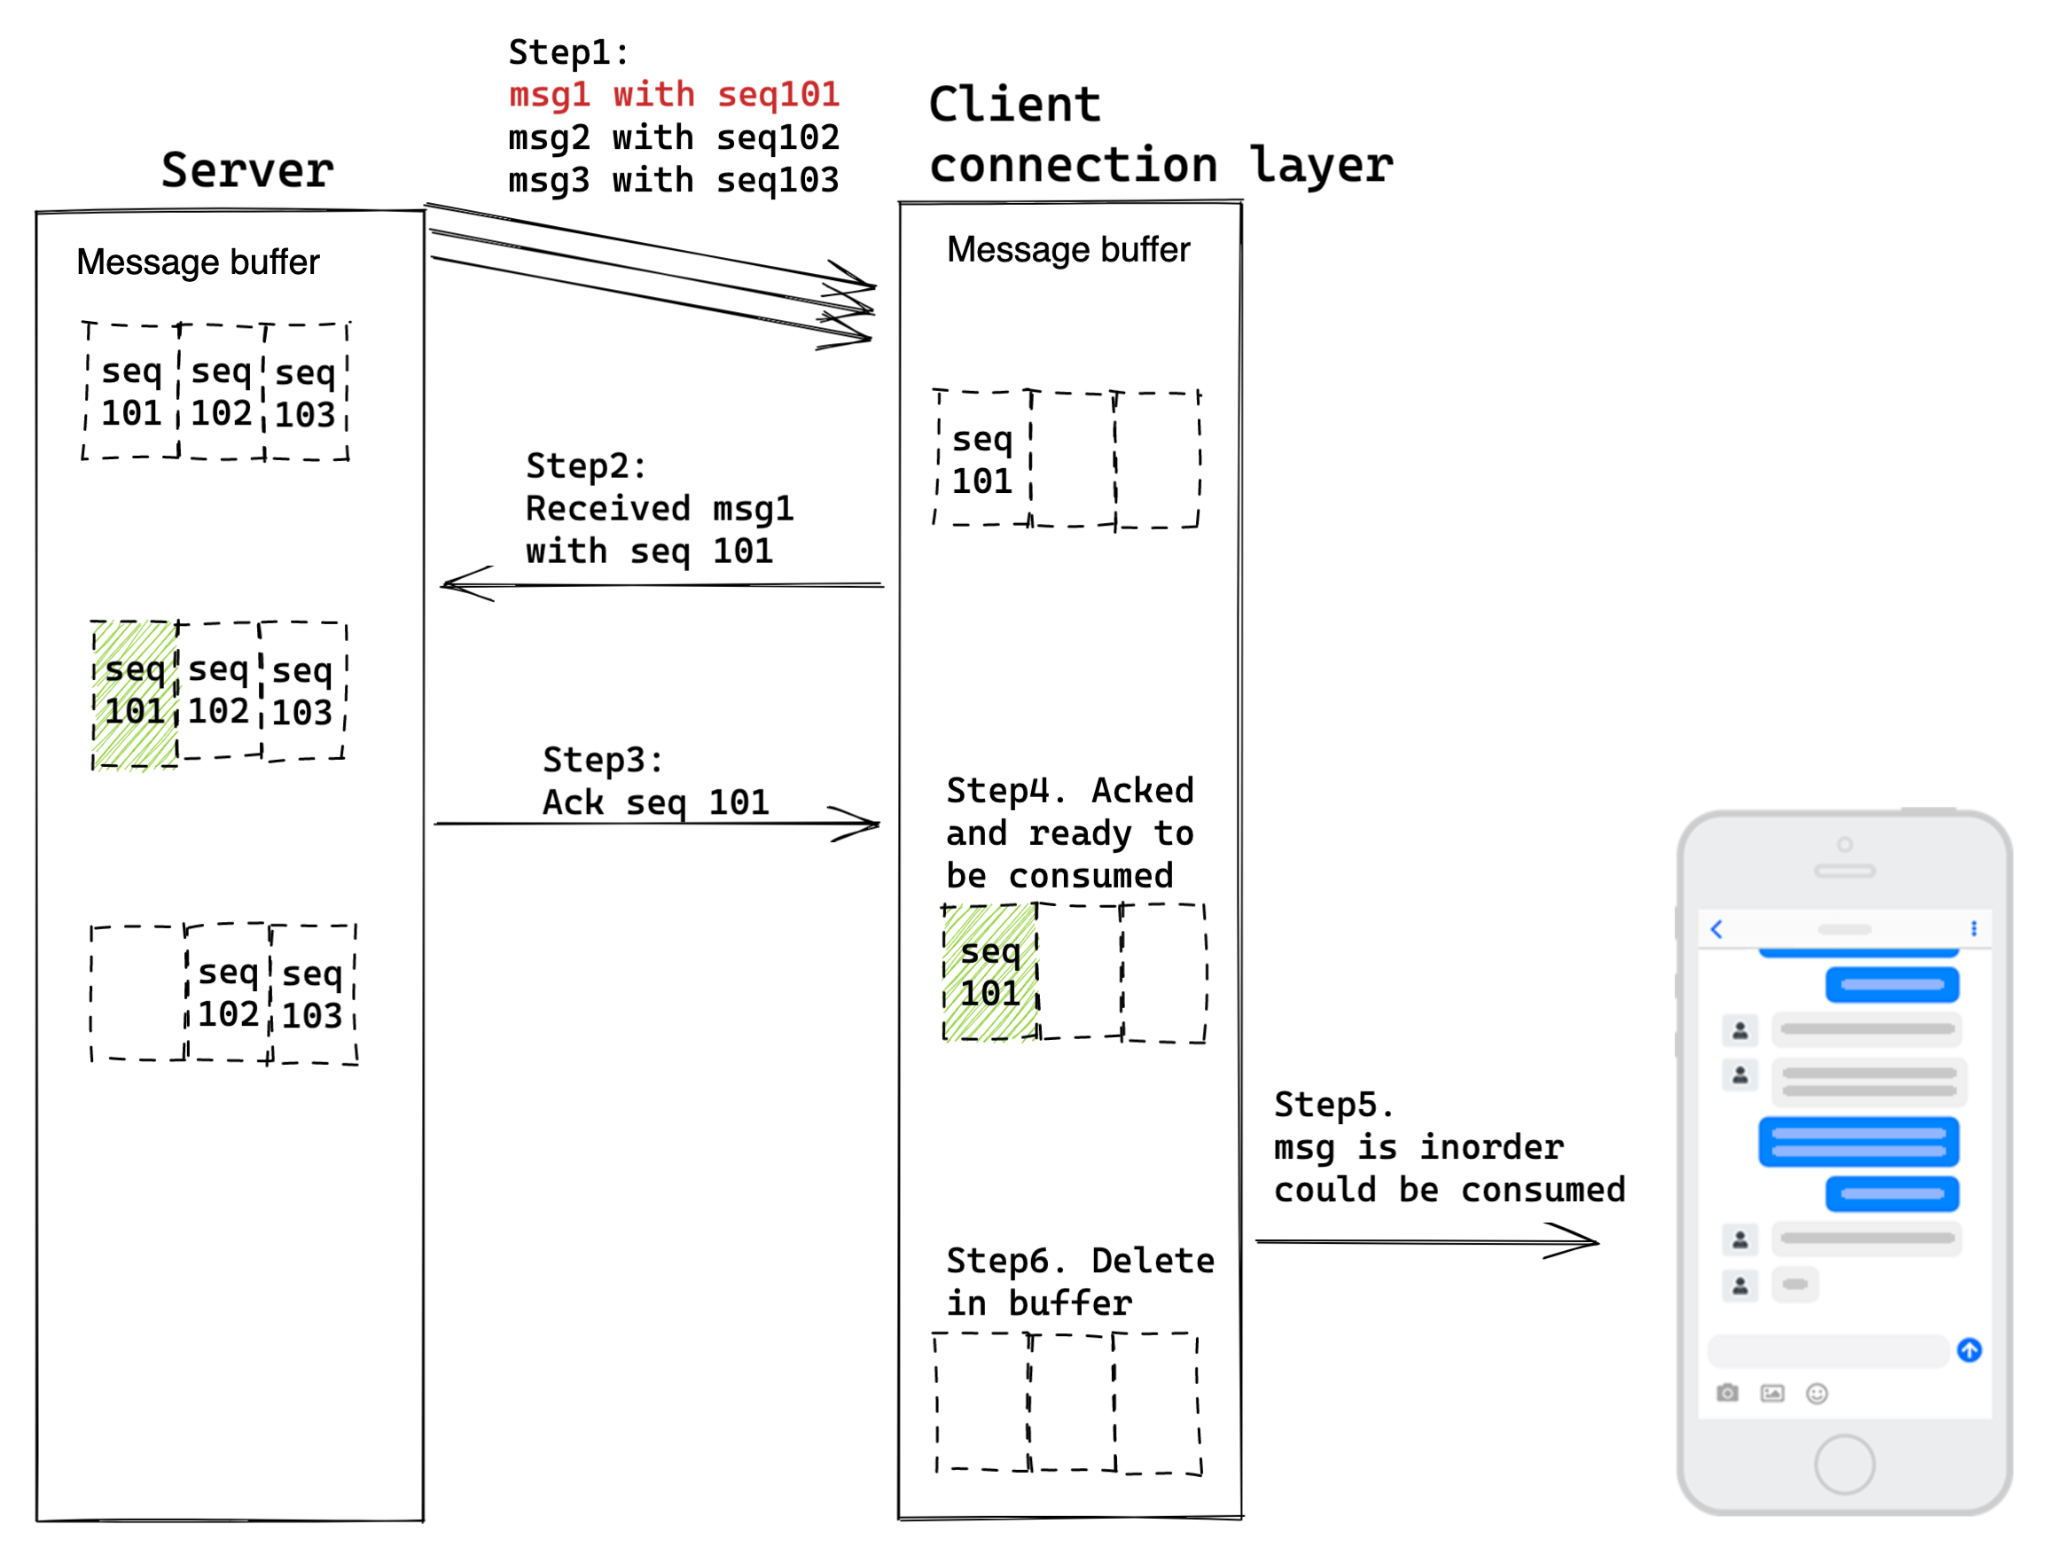 Step1:
msg1 with seq101
msg2 with seq102
msg3 with seq103
Server
Client
connection layer
Message buffer
seq 101
seq 102
seq 103
Message buffer
seq 101
Step2:
Received msg1
with seq 101
seq 101
seq 102
seq 103
Step3:
Ack seq 101
Step4. Acked
and ready to
be consumed
seq 101
seq 102
seq 103
Step5.
msg is inorder
could be consumed
Step6. Delete
in buffer